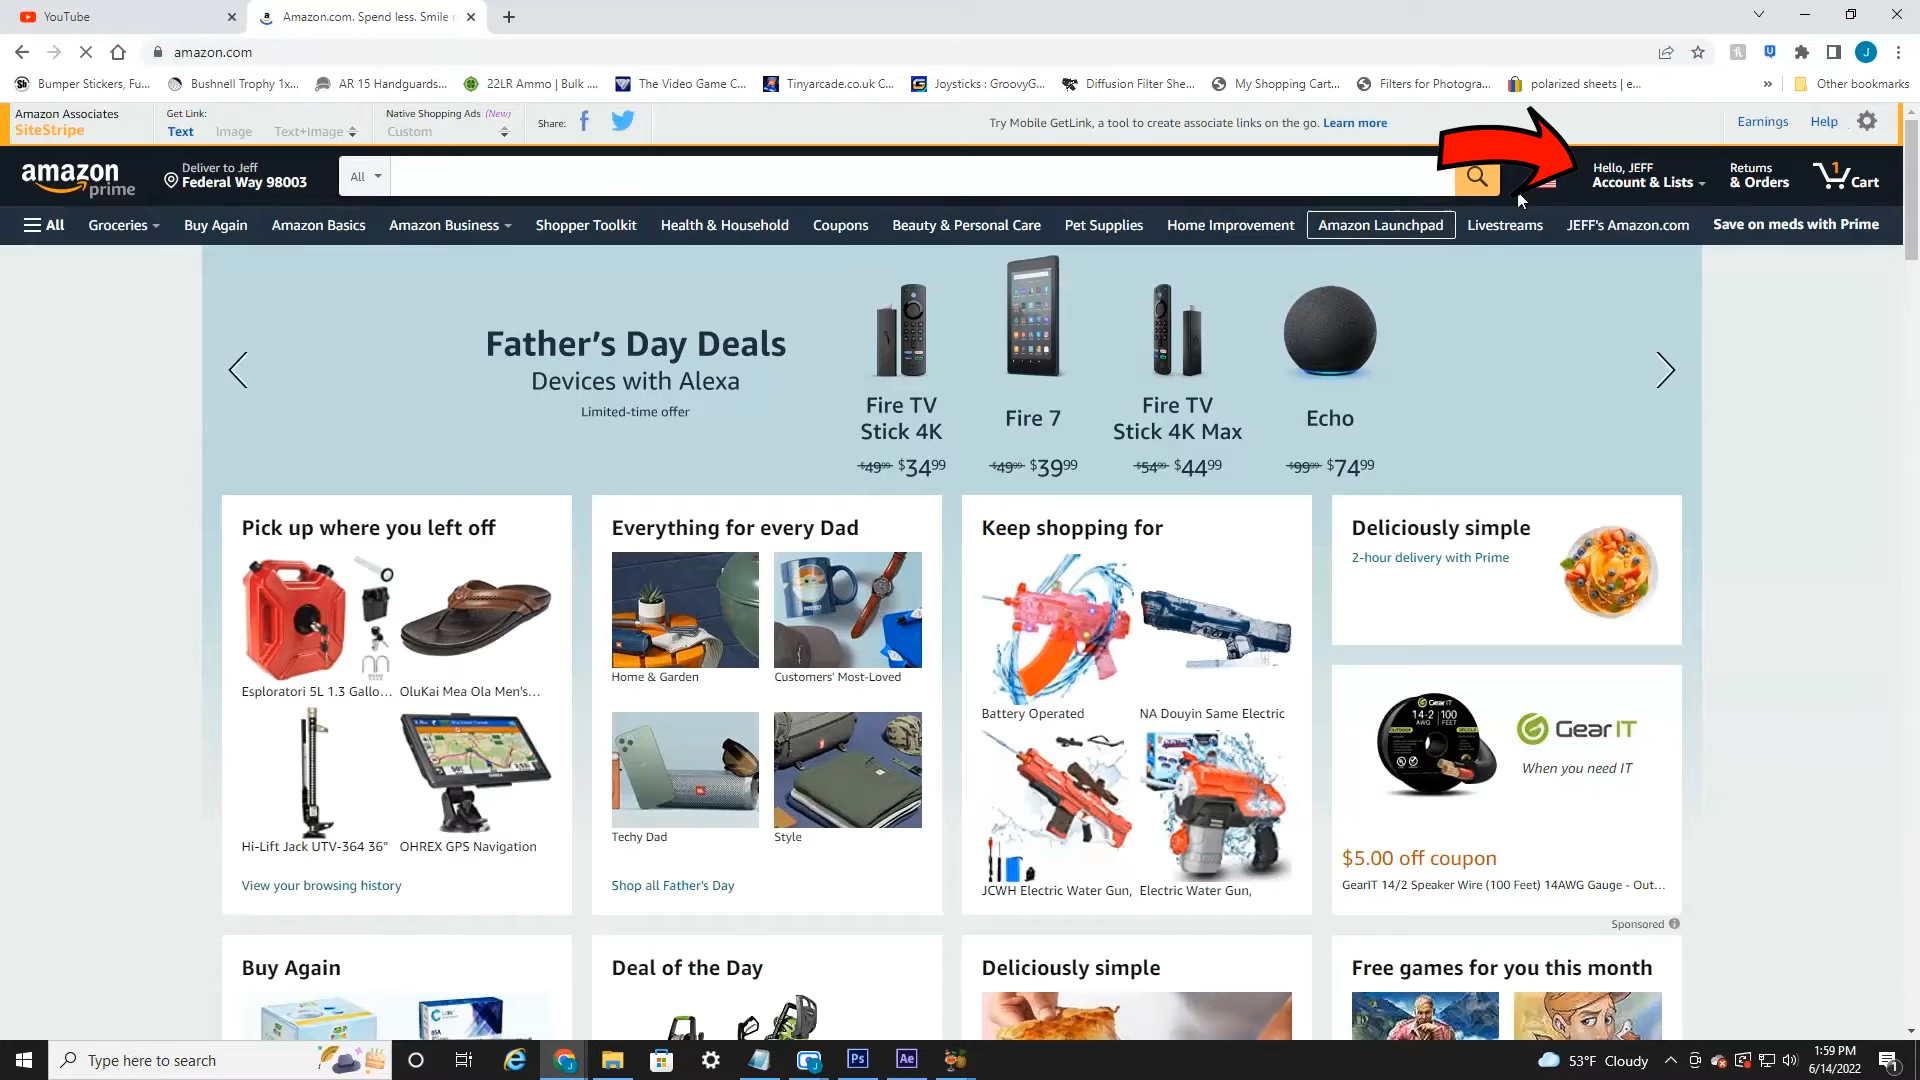 YouTube
Amazon.com. Spend less. Smile
amazon.com
Bumper Stickers, Fu...
Bushnell Trophy 1x...
AR 15 Handguards...
22LR Ammo | Bulk ....
The Video Game C...
Tinyarcade.co.uk C...
Joysticks : GroovyG...
Diffusion Filter She...
My Shopping Cart...
Filters for Photogra...
polarized sheets | e...
Other bookmarks
Amazon Associates
SiteStripe
Get Link:
Text Image Text+Image
Native Shopping Ads (New)
Custom
Share:
Try Mobile GetLink, a tool to create associate links on the go. Learn more
Earnings
Help
amazon prime
Deliver to Jeff
Federal Way 98003
All
Hello, JEFF
Account & Lists
Returns
& Orders
1
Cart
All
Groceries
Buy Again
Amazon Basics
Amazon Business
Shopper Toolkit
Health & Household
Coupons
Beauty & Personal Care
Pet Supplies
Home Improvement
Amazon Launchpad
Livestreams
JEFF's Amazon.com
Save on meds with Prime
Father's Day Deals
Devices with Alexa
Limited-time offer
Fire TV
Stick 4K
$49.99 $34.99
Fire 7
$49.99 $39.99
Fire TV
Stick 4K Max
$54.99 $44.99
Echo
$99.99 $74.99
Pick up where you left off
Esploratori 5L 1.3 Gallo...
OluKai Mea Ola Men's...
Hi-Lift Jack UTV-364 36"
OHREX GPS Navigation
View your browsing history
Everything for every Dad
Home & Garden
Customers' Most-Loved
Techy Dad
Style
Shop all Father's Day
Keep shopping for
Battery Operated
NA Douyin Same Electric
JCWH Electric Water Gun,
Electric Water Gun,
Deliciously simple
2-hour delivery with Prime
GearIT
14-2 100
AWG FEET
GearIT
When you need IT
$5.00 off coupon
GearIT 14/2 Speaker Wire (100 Feet) 14AWG Gauge - Out...
Sponsored
Buy Again
Deal of the Day
Deliciously simple
Free games for you this month
Type here to search
Ps
Ae
53°F Cloudy
1:59 PM
6/14/2022
1